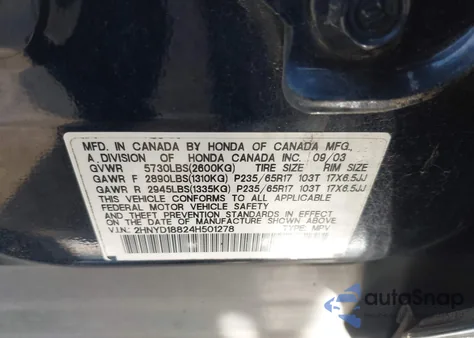 MFD. IN CANADA BY HONDA OF CANADA MFG.
A DIVISION OF HONDA CANADA INC. 09/03
GVWR 5730LBS(2600KG) TIRE SIZE RIM SIZE
GAWR F 2890LBS(1310KG) P235/65R17 103T 17X6.5JJ
GAWR R 2945LBS(1335KG) P235/65R17 103T 17X6.5JJ
THIS VEHICLE CONFORMS TO ALL APPLICABLE
FEDERAL MOTOR VEHICLE SAFETY AND
THEFT PREVENTION STANDARDS IN EFFECT ON
THE DATE OF MANUFACTURE SHOWN ABOVE.
V.I.N.: 2HNYD18824H501278 TYPE: MPV
autoSnap